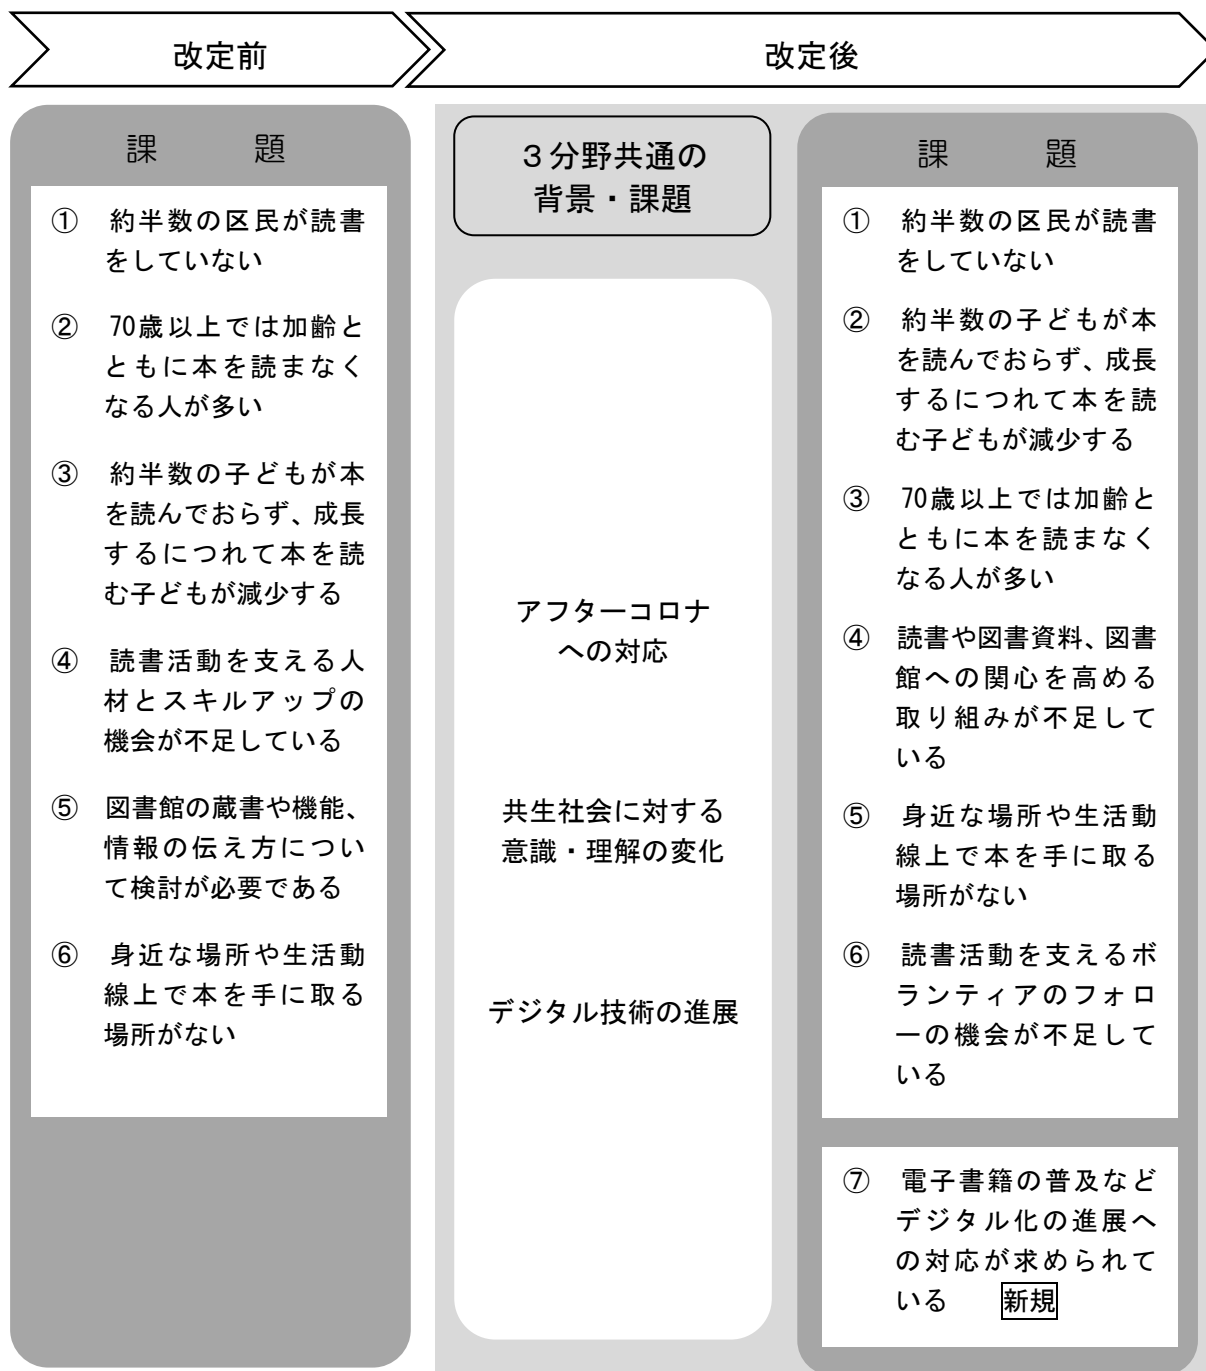 改定前
改定後
課　題
① 約半数の区民が読書
をしていない
② 70歳以上では加齢と
ともに本を読まなく
なる人が多い
③ 約半数の子どもが本
を読んでおらず、成長
するにつれて本を読
む子どもが減少する
④ 読書活動を支える人
材とスキルアップの
機会が不足している
⑤ 図書館の蔵書や機能、
情報の伝え方につい
て検討が必要である
⑥ 身近な場所や生活動
線上で本を手に取る
場所がない
３分野共通の
背景・課題
アフターコロナ
への対応
共生社会に対する
意識・理解の変化
デジタル技術の進展
課　題
① 約半数の区民が読書
をしていない
② 約半数の子どもが本
を読んでおらず、成長
するにつれて本を読
む子どもが減少する
③ 70歳以上では加齢と
ともに本を読まなく
なる人が多い
④ 読書や図書資料、図書
館への関心を高める
取り組みが不足して
いる
⑤ 身近な場所や生活動
線上で本を手に取る
場所がない
⑥ 読書活動を支えるボ
ランティアのフォロ
ーの機会が不足して
いる
⑦ 電子書籍の普及など
デジタル化の進展へ
の対応が求められて
いる　新規